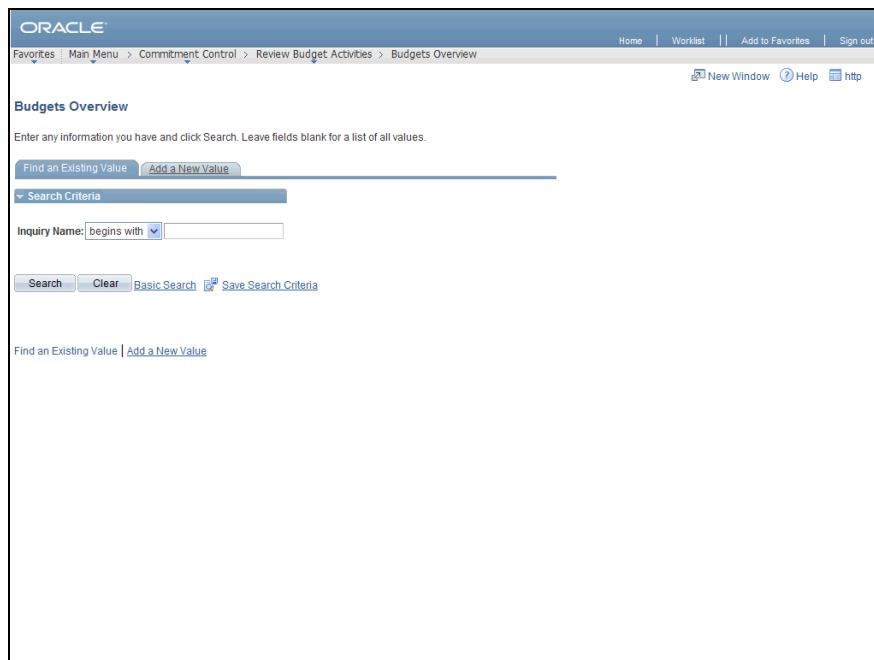 ORACLE
Home | Worklist || Add to Favorites | Sign out
Favorites Main Menu > Commitment Control > Review Budget Activities > Budgets Overview
New Window ? Help http
Budgets Overview
Enter any information you have and click Search. Leave fields blank for a list of all values.
Find an Existing Value Add a New Value
Search Criteria
Inquiry Name: begins with
Search Clear Basic Search Save Search Criteria
Find an Existing Value | Add a New Value